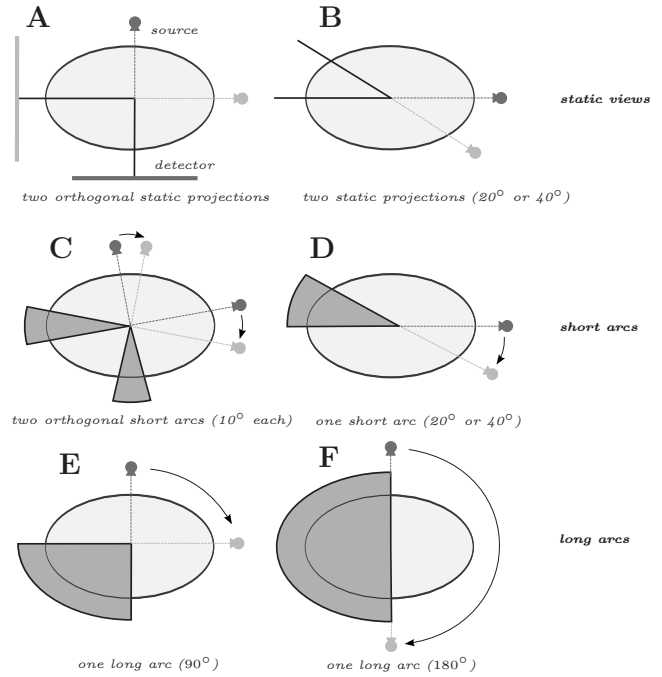 A
B
source
static views
detector
two orthogonal static projections
two static projections (20° or 40°)
C
D
short arcs
two orthogonal short arcs (10° each)
one short arc (20° or 40°)
E
F
long arcs
one long arc (90°)
one long arc (180°)